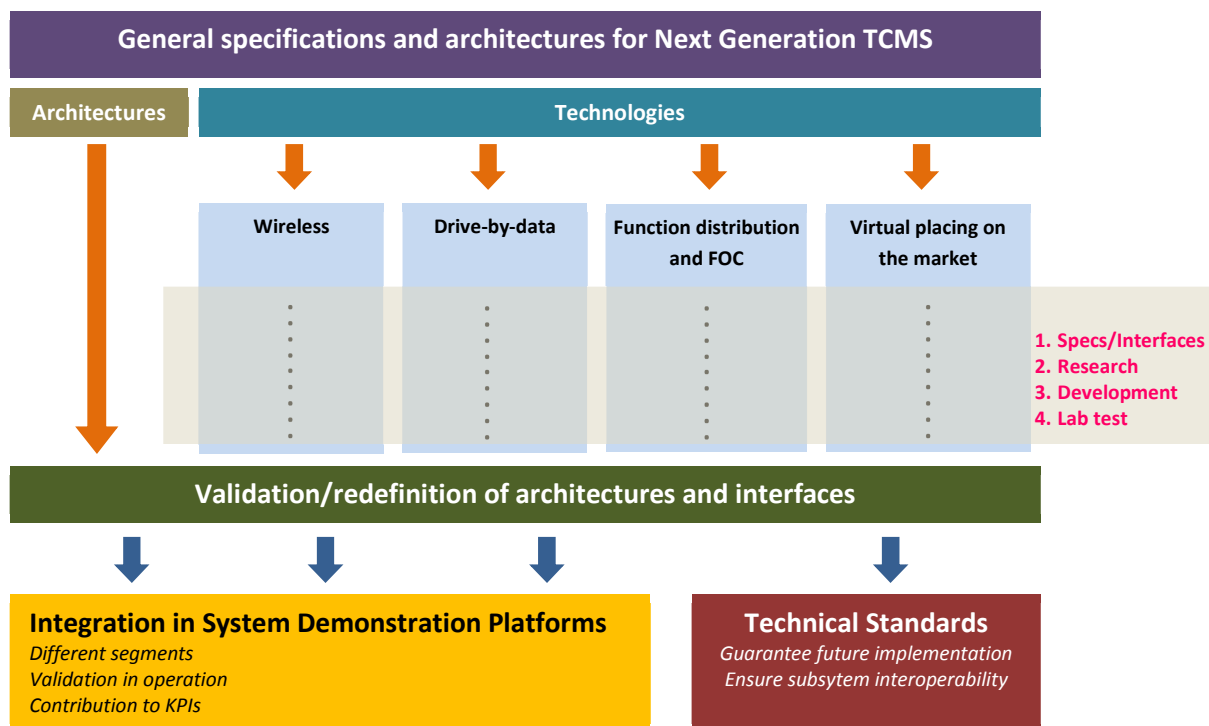 General specifications and architectures for Next Generation TCMS
Architectures
Technologies
Wireless
Drive-by-data
Function distribution
and FOC
Virtual placing on
the market
1. Specs/Interfaces
2. Research
3. Development
4. Lab test
Validation/redefinition of architectures and interfaces
Integration in System Demonstration Platforms
Different segments
Validation in operation
Contribution to KPIs
Technical Standards
Guarantee future implementation
Ensure subsytem interoperability